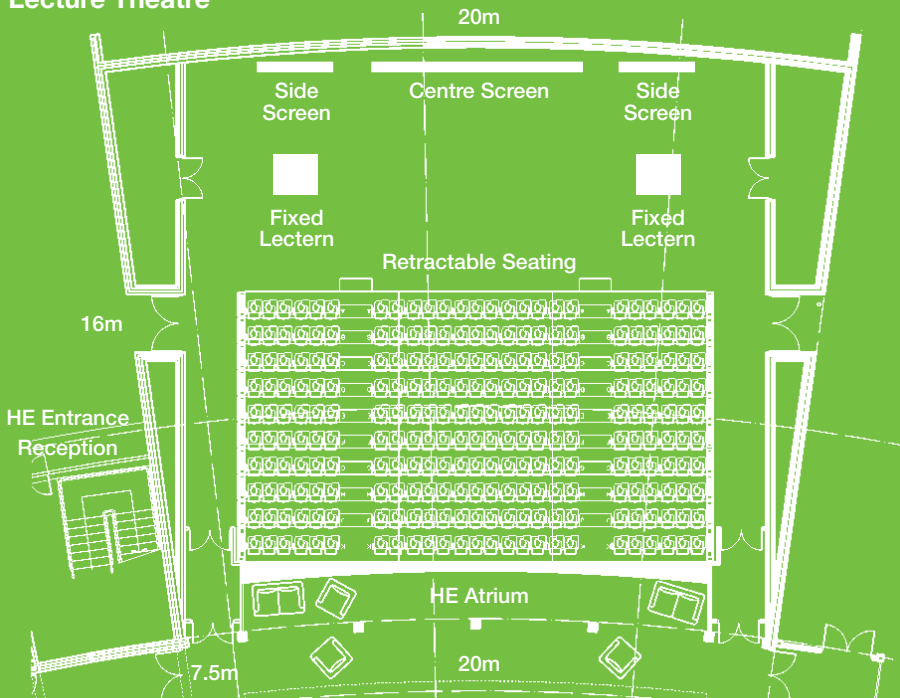 Lecture Theatre
20m
Side
Screen
Centre Screen
Side
Screen
Fixed
Lectern
Fixed
Lectern
Retractable Seating
16m
HE Entrance
Reception
HE Atrium
7.5m
20m